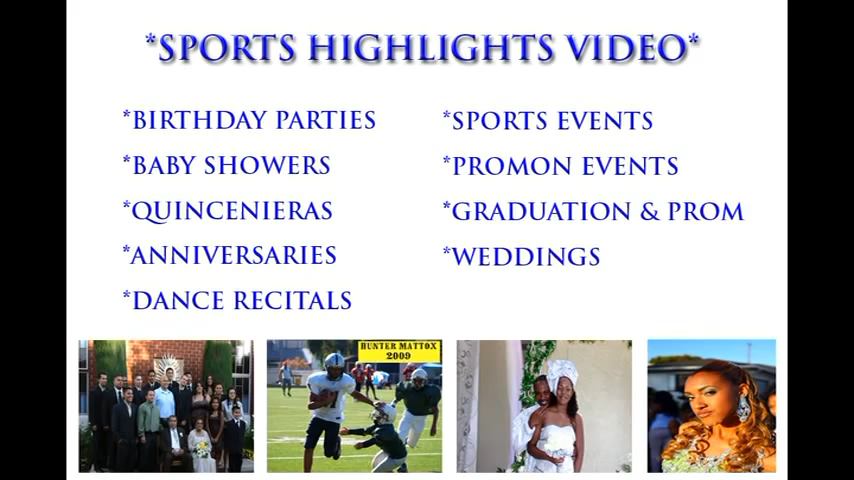 *SPORTS HIGHLIGHTS VIDEO*
*BIRTHDAY PARTIES
*BABY SHOWERS
*QUINCENIERAS
*ANNIVERSARIES
*DANCE RECITALS
*SPORTS EVENTS
*PROMON EVENTS
*GRADUATION & PROM
*WEDDINGS
HUNTER MATTOX
2009